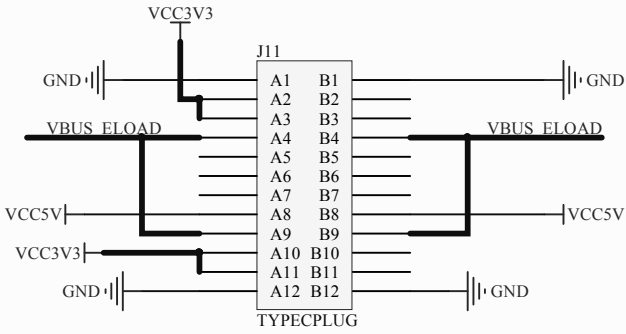 VCC3V3
J11
GND A1 B1 GND
A2 B2
A3 B3
VBUS_ELOAD A4 B4 VBUS_ELOAD
A5 B5
A6 B6
A7 B7
VCC5V A8 B8 VCC5V
A9 B9
VCC3V3 A10 B10
A11 B11
GND A12 B12 GND
TYPECPLUG